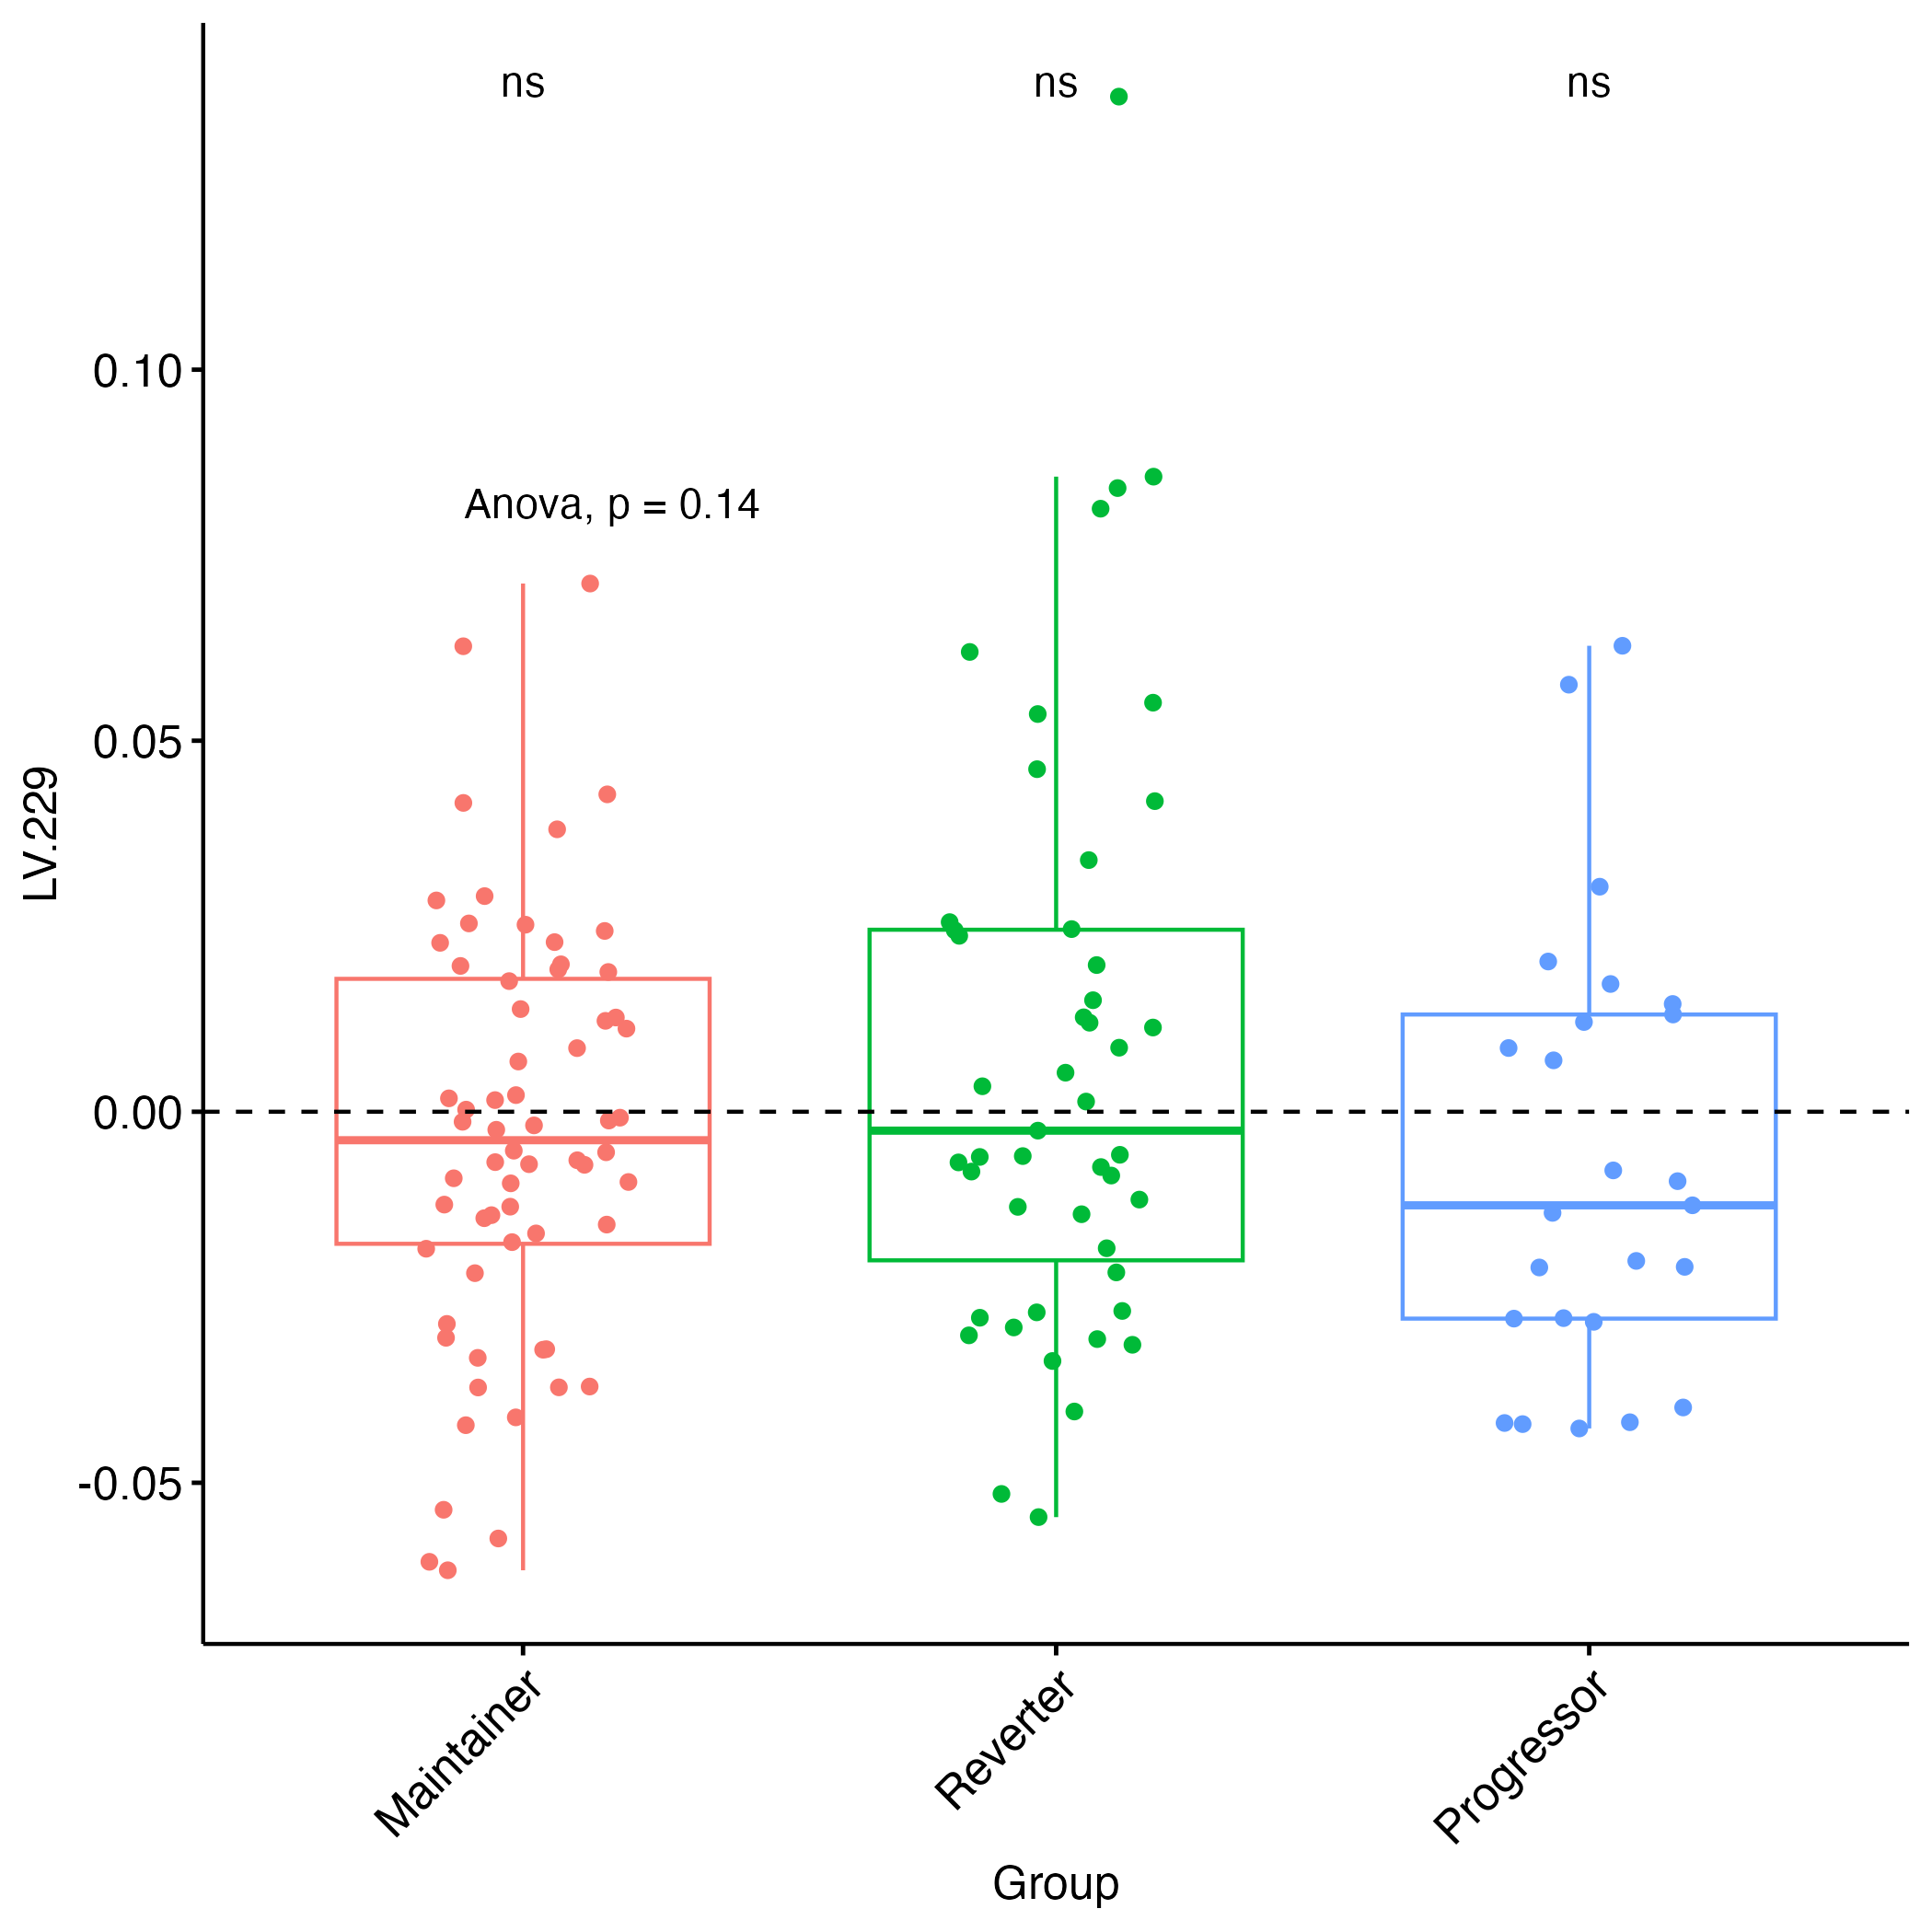 ns ns ns
Anova, p = 0.14
0.10
0.05
0.00
-0.05
LV.229
Maintainer
Reverter
Progressor
Group